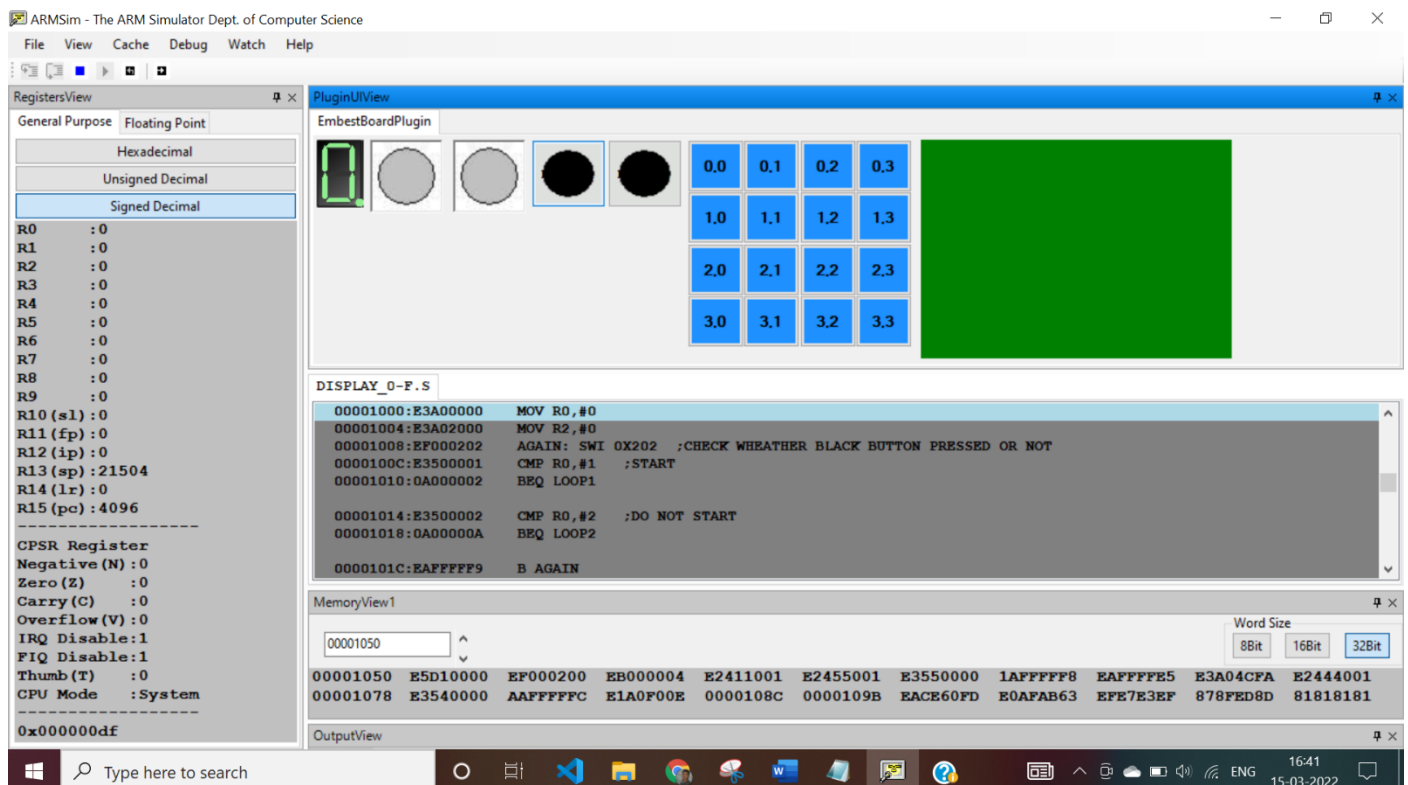 ARMSim - The ARM Simulator Dept. of Computer Science
File View Cache Debug Watch Help
RegistersView
General Purpose Floating Point
Hexadecimal
Unsigned Decimal
Signed Decimal
R0 :0
R1 :0
R2 :0
R3 :0
R4 :0
R5 :0
R6 :0
R7 :0
R8 :0
R9 :0
R10(sl):0
R11(fp):0
R12(ip):0
R13(sp):21504
R14(lr):0
R15(pc):4096
-------------------
CPSR Register
Negative(N):0
Zero(Z) :0
Carry(C) :0
Overflow(V):0
IRQ Disable:1
FIQ Disable:1
Thumb(T) :0
CPU Mode :System
-------------------
0x000000df
PluginUIView
EmbestBoardPlugin
0.
0,0 0,1 0,2 0,3
1,0 1,1 1,2 1,3
2,0 2,1 2,2 2,3
3,0 3,1 3,2 3,3
DISPLAY_0-F.S
00001000:E3A00000 MOV R0,#0
00001004:E3A02000 MOV R2,#0
00001008:EF000202 AGAIN: SWI 0X202 ;CHECK WHEATHER BLACK BUTTON PRESSED OR NOT
0000100C:E3500001 CMP R0,#1 ;START
00001010:0A000002 BEQ LOOP1
00001014:E3500002 CMP R0,#2 ;DO NOT START
00001018:0A00000A BEQ LOOP2
0000101C:EAFFFFF9 B AGAIN
MemoryView1
00001050
Word Size
8Bit 16Bit 32Bit
00001050 E5D10000 EF000200 EB000004 E2411001 E2455001 E3550000 1AFFFFF8 EAFFFFE5 E3A04CFA E2444001
00001078 E3540000 AAFFFFFC E1A0F00E 0000108C 0000109B EACE60FD E0AFAB63 EFE7E3EF 878FED8D 81818181
OutputView
Type here to search
ENG
16:41
15-03-2022